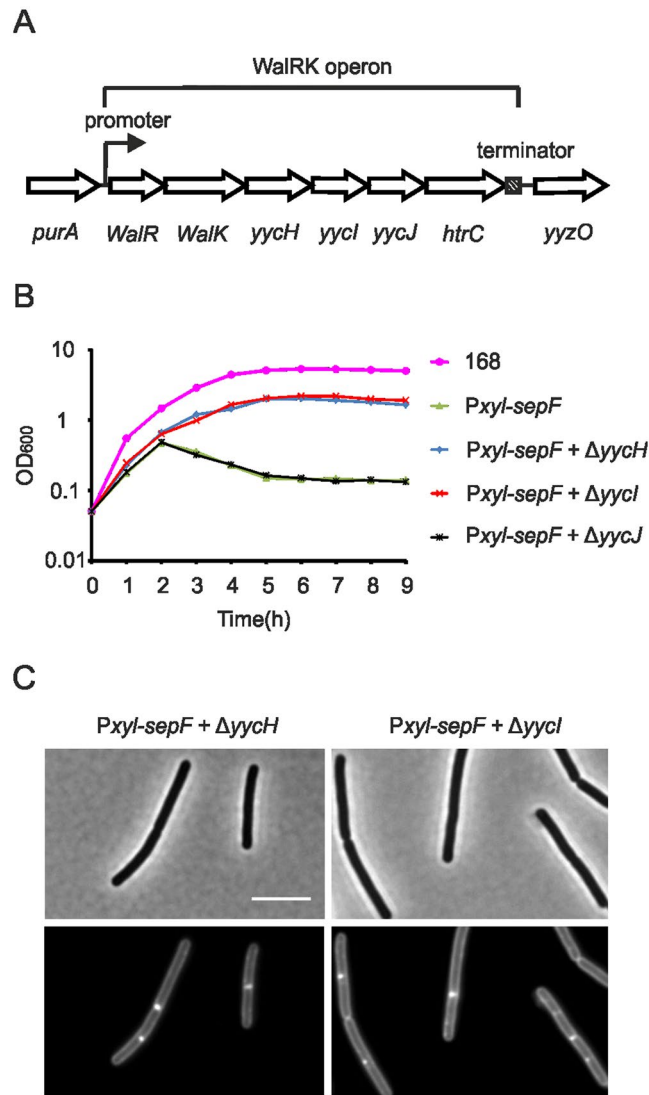 A
WalRK operon
promoter
terminator
purA WalR WalK yycH yycI yycJ htrC yyzO
B
10
1
0.1
0.01
OD600
0 1 2 3 4 5 6 7 8 9
Time(h)
168
Pxyl-sepF
Pxyl-sepF + ΔyycH
Pxyl-sepF + ΔyycI
Pxyl-sepF + ΔyycJ
C
Pxyl-sepF + ΔyycH
Pxyl-sepF + ΔyycI